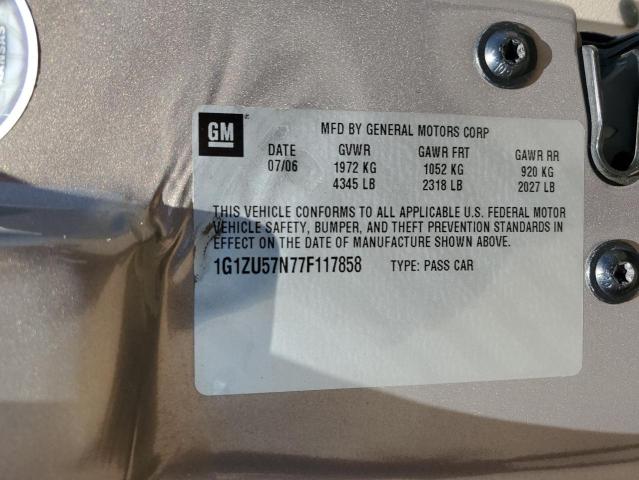 KANSAS
GM
MFD BY GENERAL MOTORS CORP
DATE GVWR GAWR FRT GAWR RR
07/06 1972 KG 1052 KG 920 KG
4345 LB 2318 LB 2027 LB
THIS VEHICLE CONFORMS TO ALL APPLICABLE U.S. FEDERAL MOTOR
VEHICLE SAFETY, BUMPER, AND THEFT PREVENTION STANDARDS IN
EFFECT ON THE DATE OF MANUFACTURE SHOWN ABOVE.
1G1ZU57N77F117858 TYPE: PASS CAR